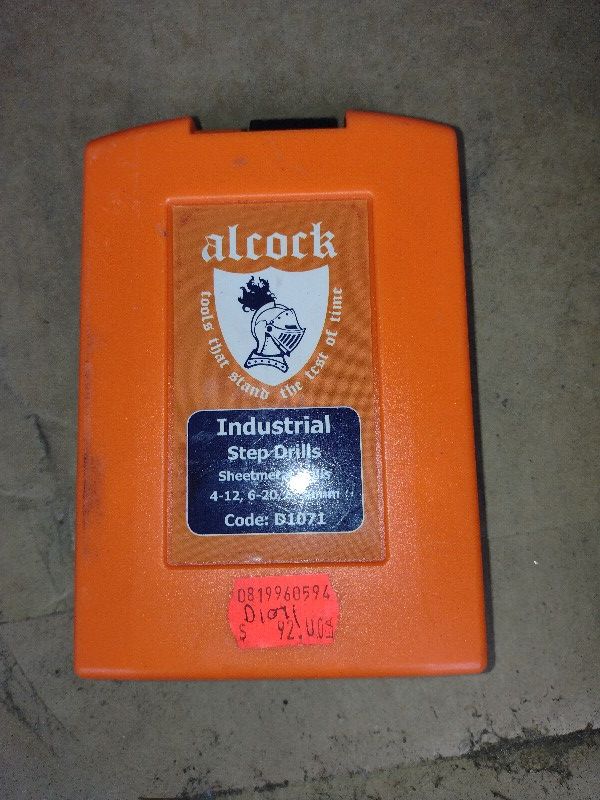 alcock
tools that stand the test of time
Industrial
Step Drills
4-12, 6-20,
Code: D1071
0819960594
D1071
$ 92.00